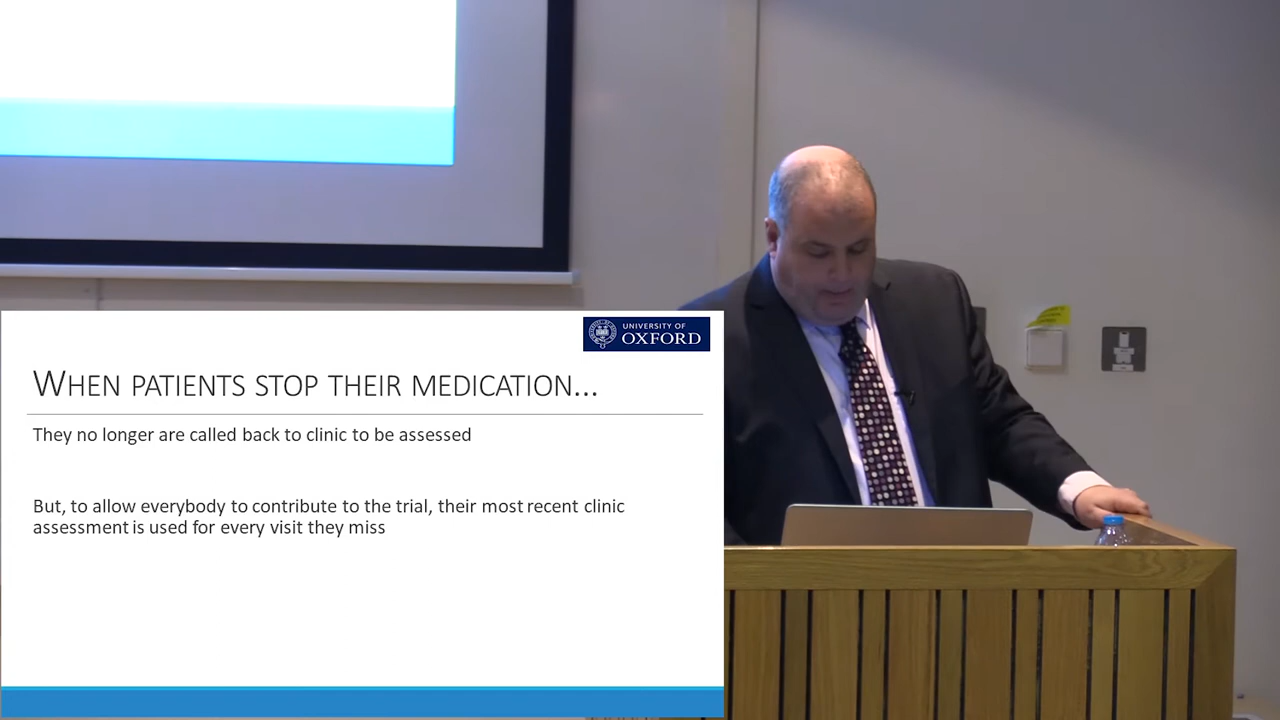 UNIVERSITY OF
OXFORD
WHEN PATIENTS STOP THEIR MEDICATION...
They no longer are called back to clinic to be assessed
But, to allow everybody to contribute to the trial, their most recent clinic
assessment is used for every visit they miss